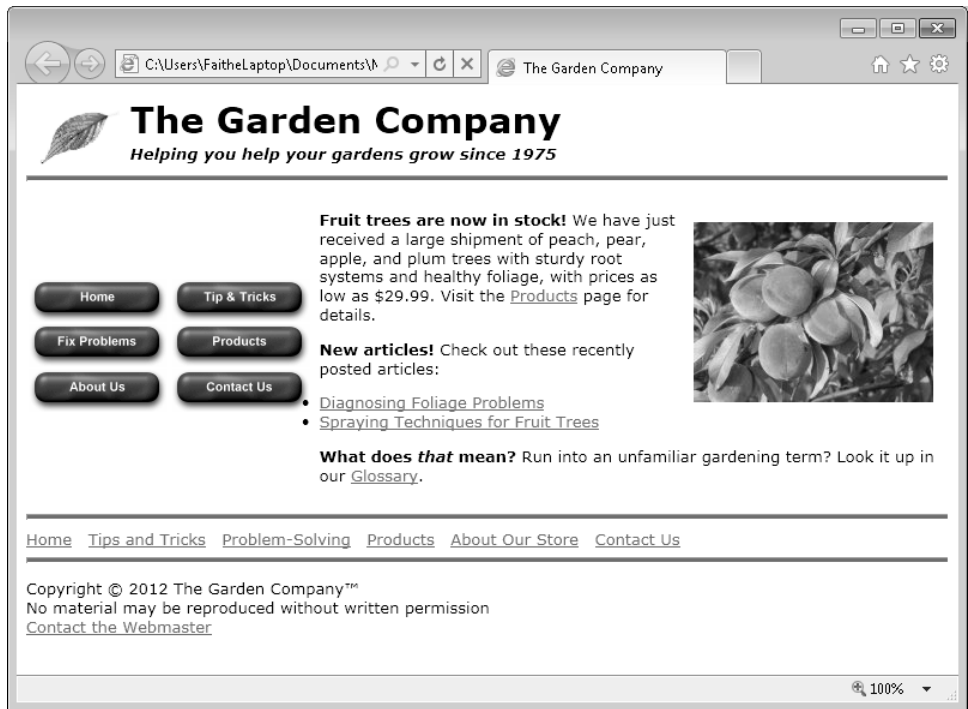 C:\Users\FaitheLaptop\Documents\N
The Garden Company
The Garden Company
Helping you help your gardens grow since 1975
Home
Tip & Tricks
Fix Problems
Products
About Us
Contact Us
Fruit trees are now in stock! We have just
received a large shipment of peach, pear,
apple, and plum trees with sturdy root
systems and healthy foliage, with prices as
low as $29.99. Visit the Products page for
details.
New articles! Check out these recently
posted articles:
• Diagnosing Foliage Problems
• Spraying Techniques for Fruit Trees
What does that mean? Run into an unfamiliar gardening term? Look it up in
our Glossary.
Home Tips and Tricks Problem-Solving Products About Our Store Contact Us
Copyright © 2012 The Garden Company™
No material may be reproduced without written permission
Contact the Webmaster
100%